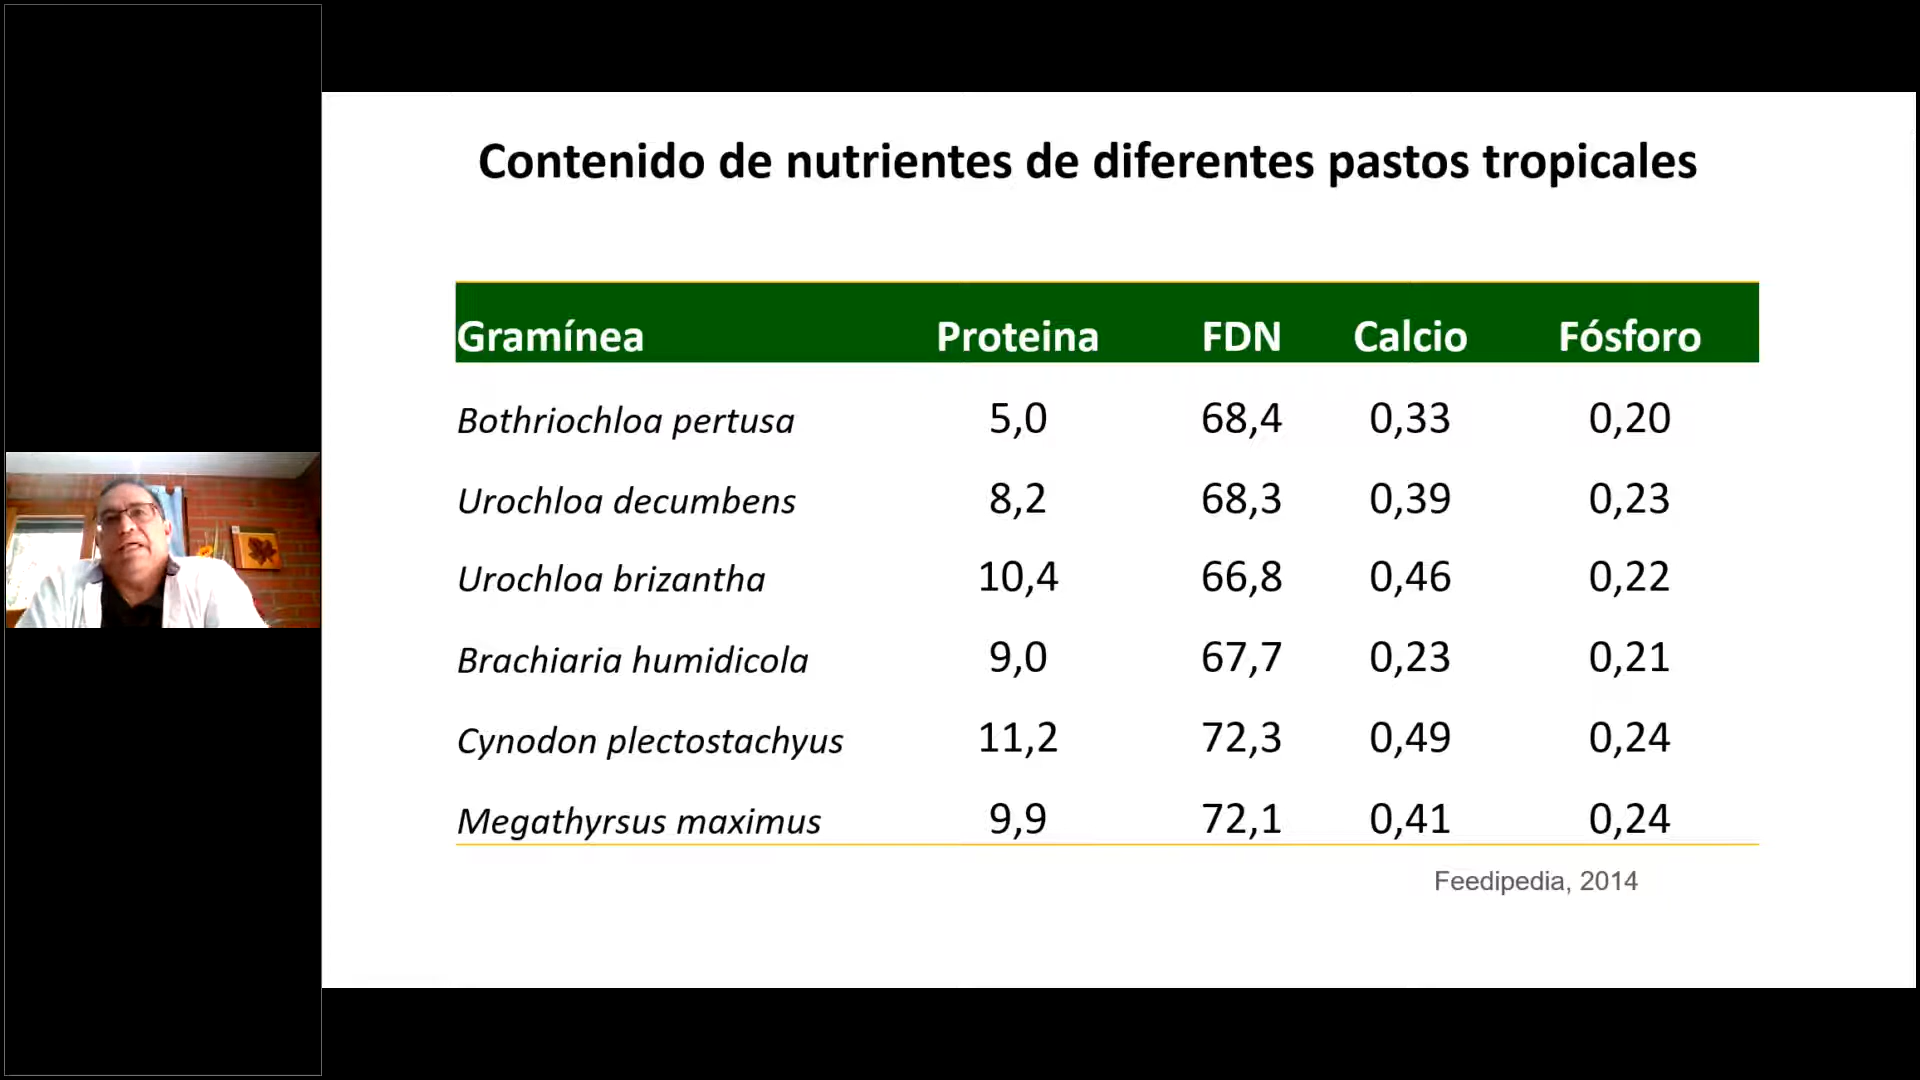 Contenido de nutrientes de diferentes pastos tropicales
Gramínea Proteina FDN Calcio Fósforo
Bothriochloa pertusa 5,0 68,4 0,33 0,20
Urochloa decumbens 8,2 68,3 0,39 0,23
Urochloa brizantha 10,4 66,8 0,46 0,22
Brachiaria humidicola 9,0 67,7 0,23 0,21
Cynodon plectostachyus 11,2 72,3 0,49 0,24
Megathyrsus maximus 9,9 72,1 0,41 0,24
Feedipedia, 2014